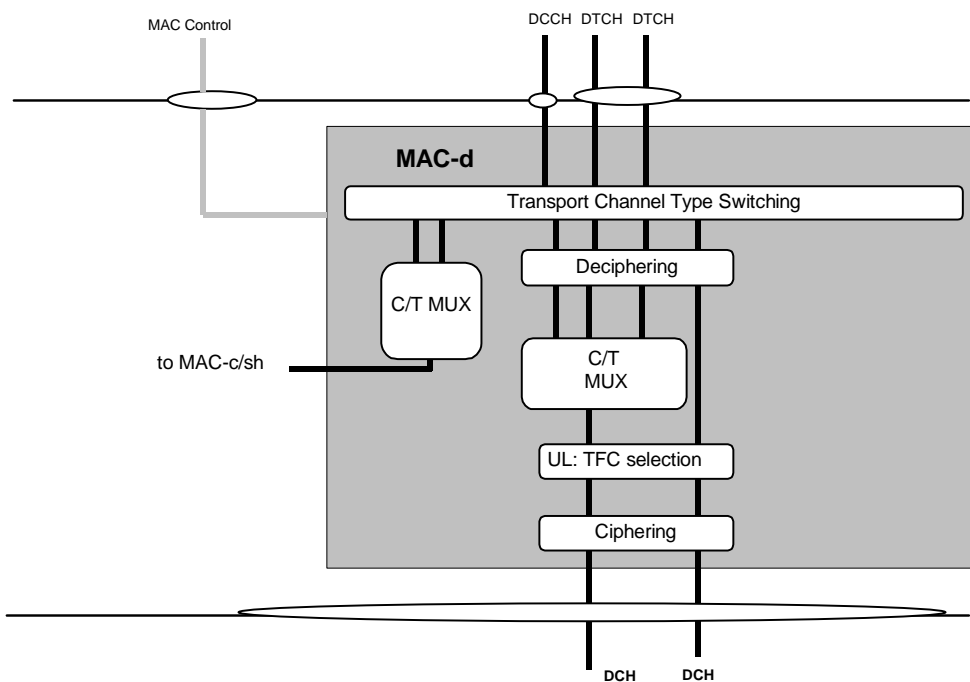 MAC Control
DCCH DTCH DTCH
MAC-d
Transport Channel Type Switching
Deciphering
C/T MUX
to MAC-c/sh
C/T
MUX
UL: TFC selection
Ciphering
DCH DCH